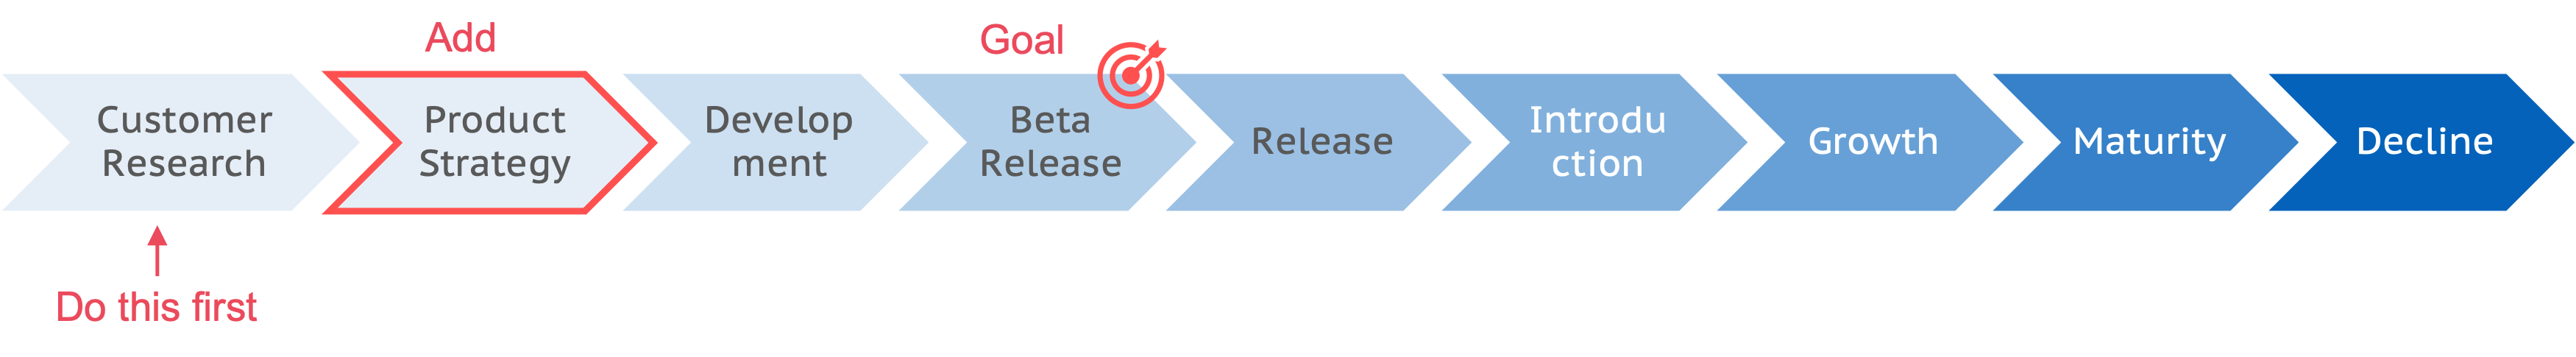 Add
Goal
Customer
Research
Product
Strategy
Develop
ment
Beta
Release
Release
Introdu
ction
Growth
Maturity
Decline
Do this first